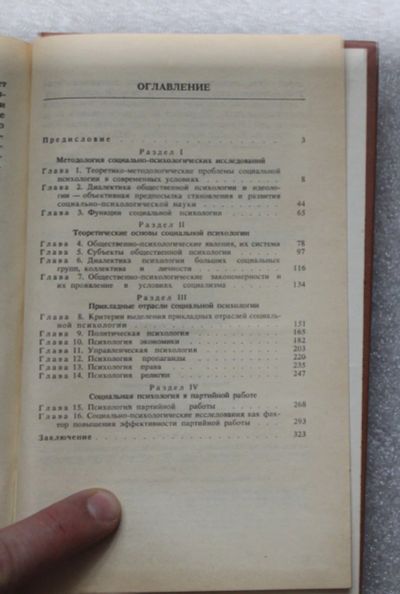 ОГЛАВЛЕНИЕ
Предисловие 3
Раздел I
Методология социально-психологических исследований
Глава 1. Теоретико-методологические проблемы социальной
психологии в современных условиях 8
Глава 2. Диалектика общественной психологии и идеоло-
гии — объективная предпосылка становления и развития
социально-психологической науки 44
Глава 3. Функции социальной психологии 65
Раздел II
Теоретические основы социальной психологии
Глава 4. Общественно-психологические явления, их система 78
Глава 5. Субъекты общественной психологии 97
Глава 6. Диалектика психологии больших социальных
групп, коллектива и личности 116
Глава 7. Общественно-психологические закономерности и
их проявление в условиях социализма 134
Раздел III
Прикладные отрасли социальной психологии
Глава 8. Критерии выделения прикладных отраслей социаль-
ной психологии 151
Глава 9. Политическая психология 165
Глава 10. Психология экономики 182
Глава 11. Управленческая психология 203
Глава 12. Психология пропаганды 220
Глава 13. Психология права 235
Глава 14. Психология религии 247
Раздел IV
Социальная психология в партийной работе
Глава 15. Психология партийной работы 268
Глава 16. Социально-психологические исследования как фак-
тор повышения эффективности партийной работы 293
Заключение 323